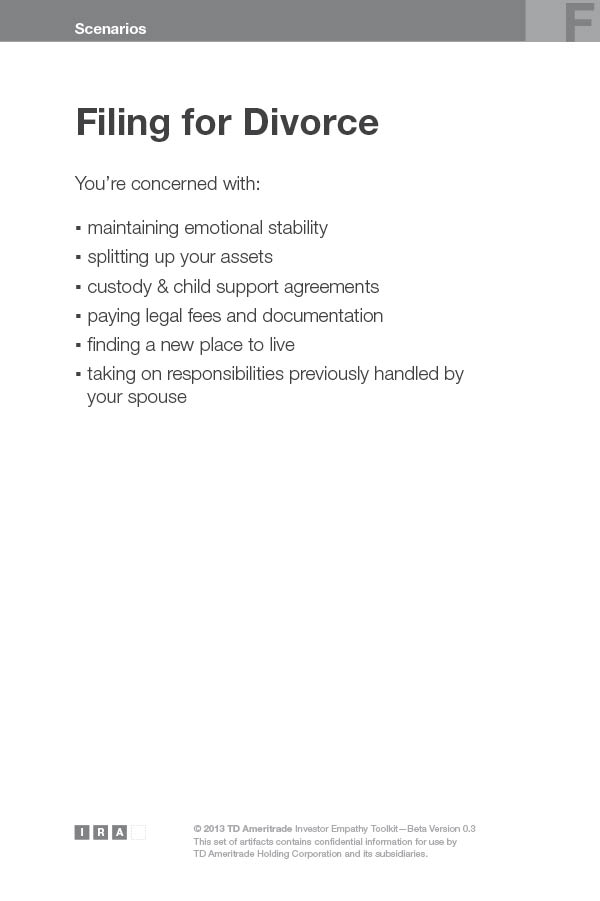 Scenarios
F
Filing for Divorce
You’re concerned with:
▪ maintaining emotional stability
▪ splitting up your assets
▪ custody & child support agreements
▪ paying legal fees and documentation
▪ finding a new place to live
▪ taking on responsibilities previously handled by
your spouse
I R A
© 2013 TD Ameritrade Investor Empathy Toolkit—Beta Version 0.3
This set of artifacts contains confidential information for use by
TD Ameritrade Holding Corporation and its subsidiaries.